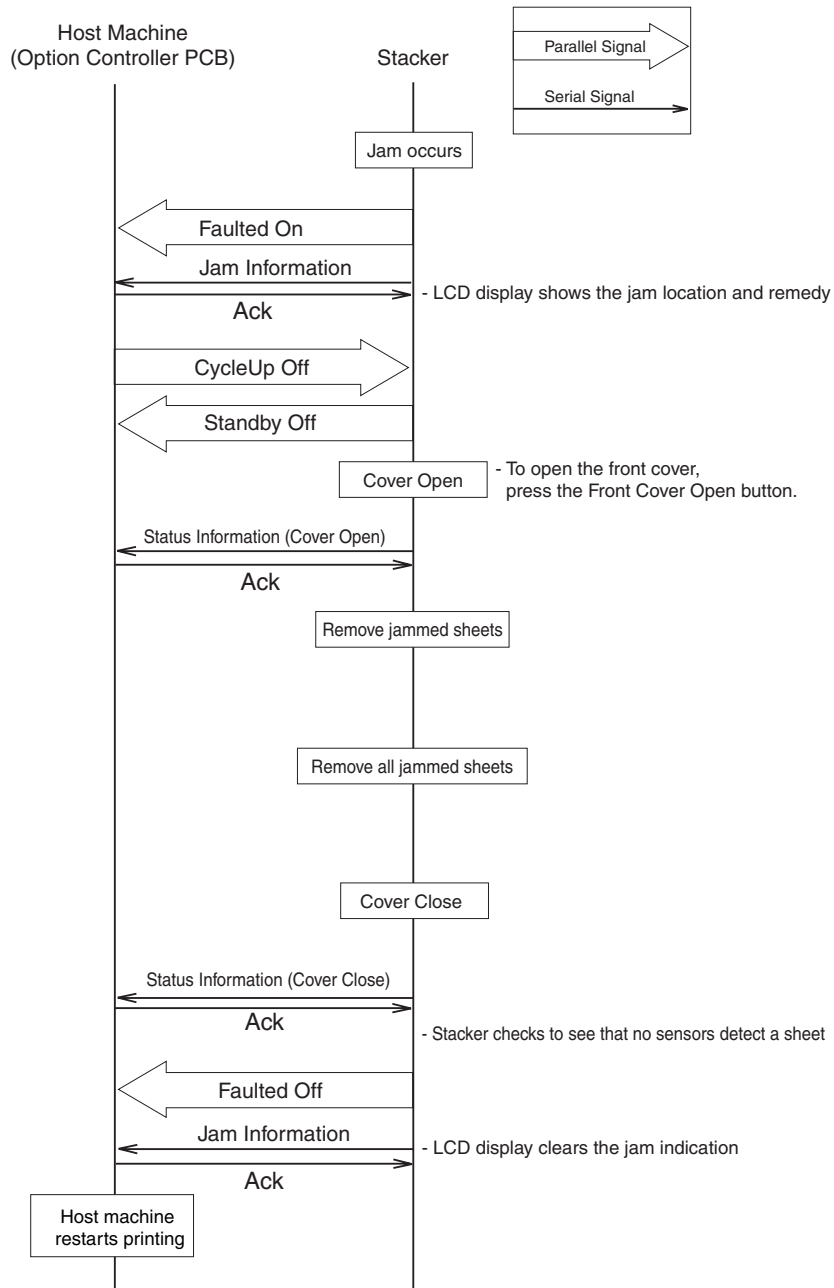 Host Machine
(Option Controller PCB)
Stacker
Parallel Signal
Serial Signal
Jam occurs
Faulted On
Jam Information
Ack
- LCD display shows the jam location and remedy
CycleUp Off
Standby Off
Cover Open
- To open the front cover,
press the Front Cover Open button.
Status Information (Cover Open)
Ack
Remove jammed sheets
Remove all jammed sheets
Cover Close
Status Information (Cover Close)
Ack
- Stacker checks to see that no sensors detect a sheet
Faulted Off
Jam Information
- LCD display clears the jam indication
Ack
Host machine
restarts printing